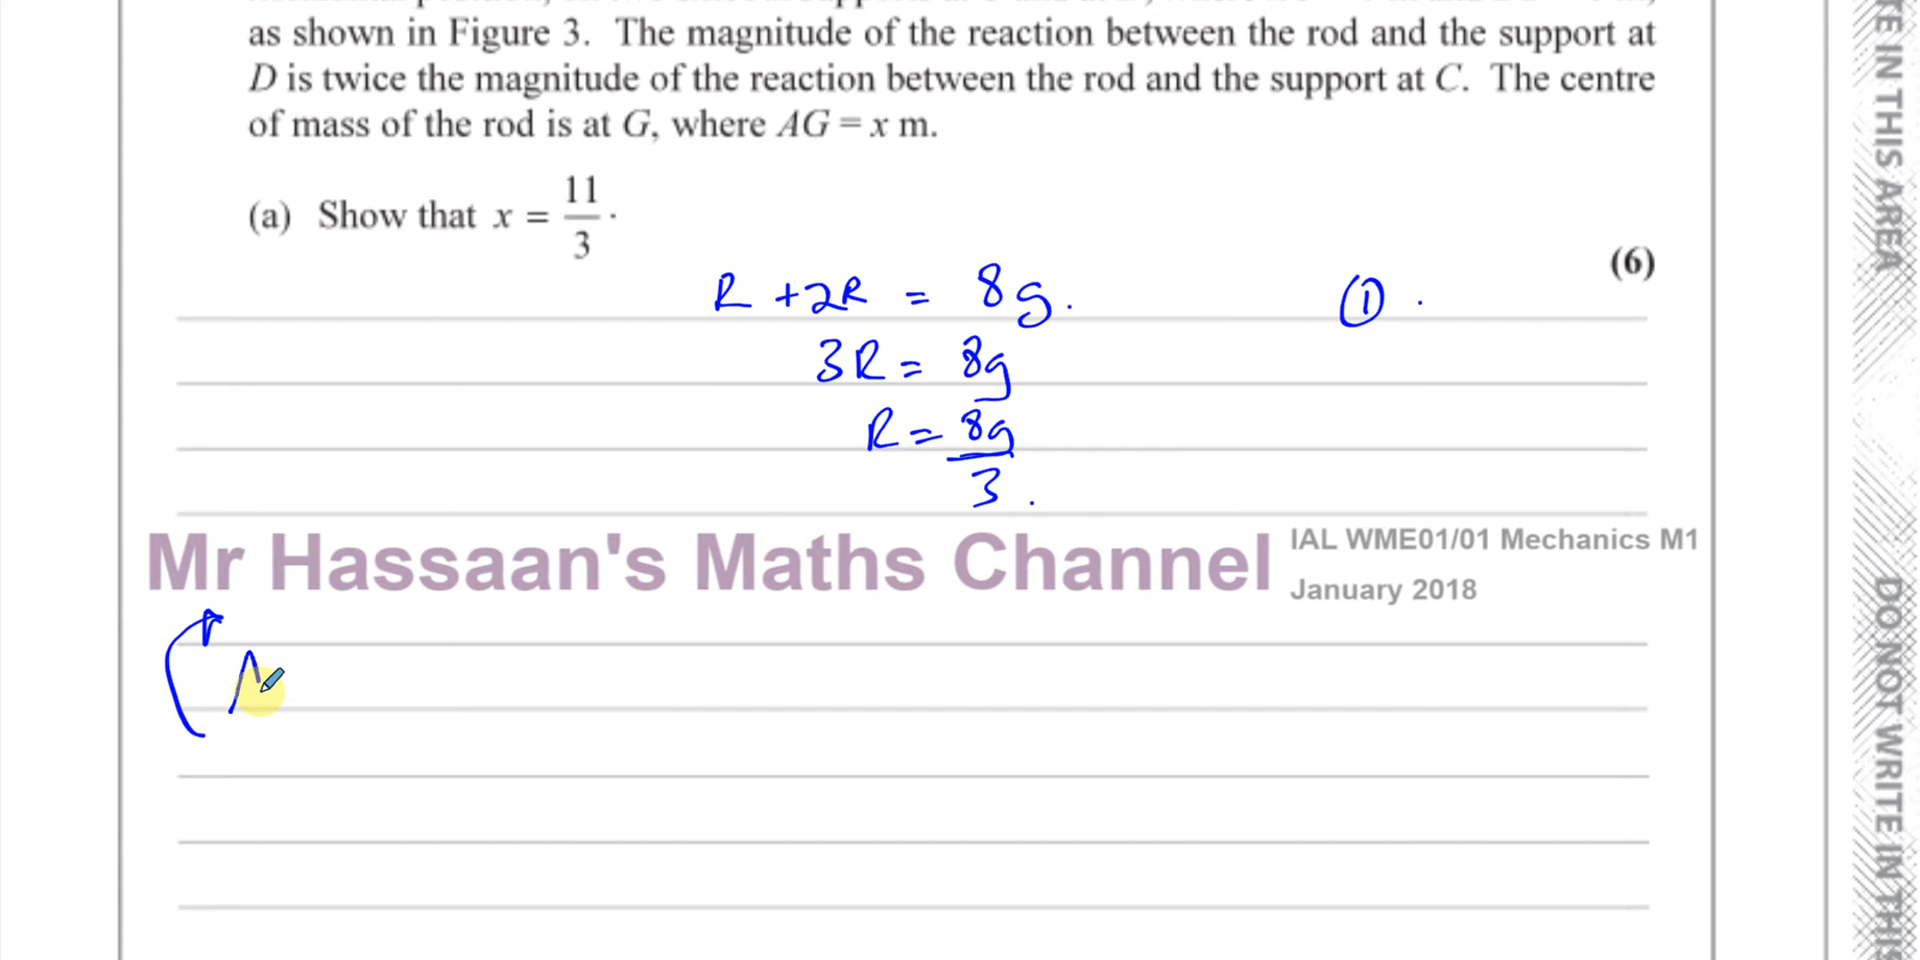 as shown in Figure 3. The magnitude of the reaction between the rod and the support at
D is twice the magnitude of the reaction between the rod and the support at C. The centre
of mass of the rod is at G, where AG = x m.
(a) Show that x = 11/3.
(6)
R + 2R = 8g. ① .
3R = 8g
R = 8g/3.
Mr Hassaan's Maths Channel
IAL WME01/01 Mechanics M1
January 2018
TE IN THIS AREA
DO NOT WRITE IN THIS